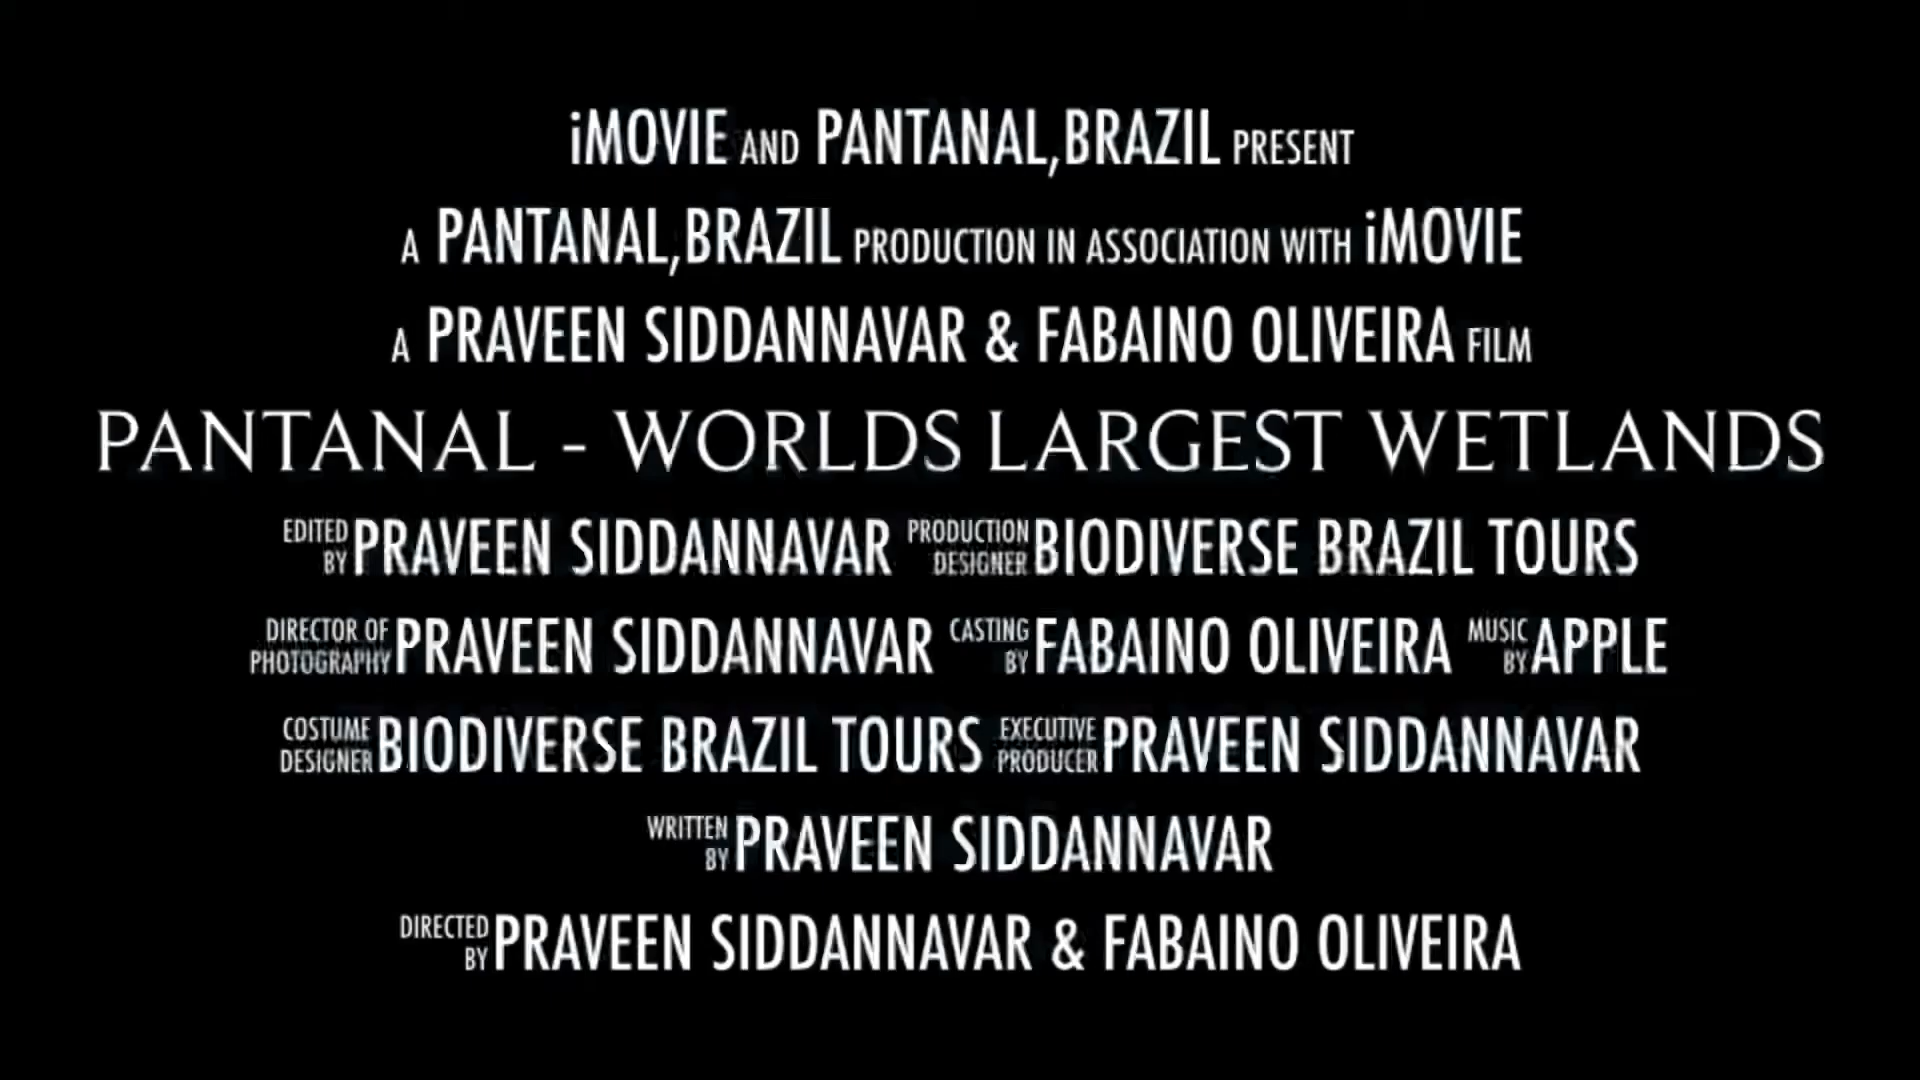 iMOVIE AND PANTANAL,BRAZIL PRESENT
A PANTANAL,BRAZIL PRODUCTION IN ASSOCIATION WITH iMOVIE
A PRAVEEN SIDDANNAVAR & FABAINO OLIVEIRA FILM
PANTANAL - WORLDS LARGEST WETLANDS
EDITED BY PRAVEEN SIDDANNAVAR PRODUCTION DESIGNER BIODIVERSE BRAZIL TOURS
DIRECTOR OF PHOTOGRAPHY PRAVEEN SIDDANNAVAR CASTING BY FABAINO OLIVEIRA MUSIC BY APPLE
COSTUME DESIGNER BIODIVERSE BRAZIL TOURS EXECUTIVE PRODUCER PRAVEEN SIDDANNAVAR
WRITTEN BY PRAVEEN SIDDANNAVAR
DIRECTED BY PRAVEEN SIDDANNAVAR & FABAINO OLIVEIRA